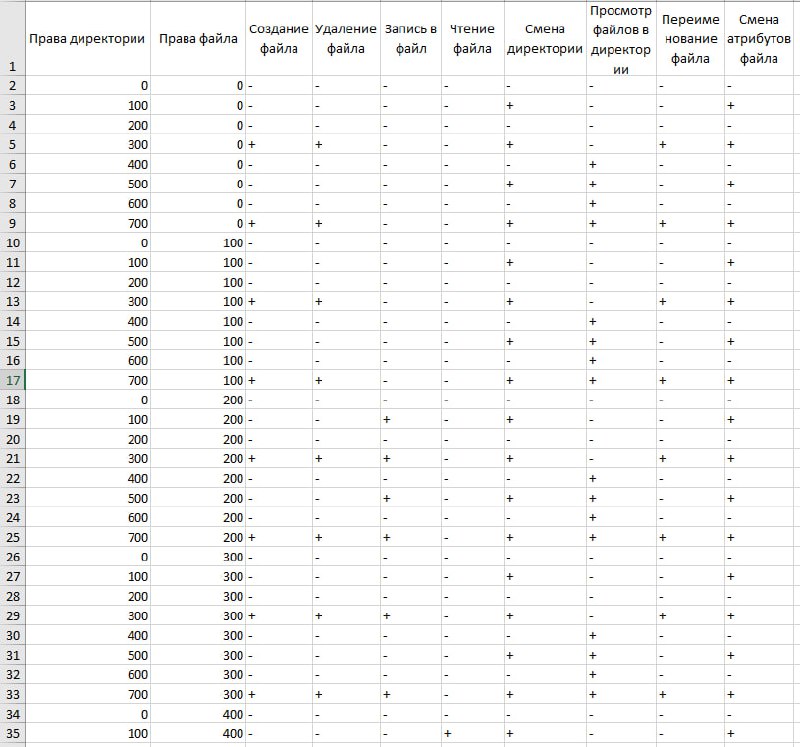 Права директории
Права файла
Создание
файла
Удаление
файла
Запись в
файл
Чтение
файла
Смена
директории
Просмотр
файлов в
директор
ии
Переиме
нование
файла
Смена
атрибутов
файла
1
2 0 0 - - - - - - - -
3 100 0 - - - - + - - +
4 200 0 - - - - - - - -
5 300 0 + + - - + - + +
6 400 0 - - - - - + - -
7 500 0 - - - - + + - +
8 600 0 - - - - - + - -
9 700 0 + + - - + + + +
10 0 100 - - - - - - - -
11 100 100 - - - - + - - +
12 200 100 - - - - - - - -
13 300 100 + + - - + - + +
14 400 100 - - - - - + - -
15 500 100 - - - - + + - +
16 600 100 - - - - - + - -
17 700 100 + + - - + + + +
18 0 200 - - - - - - - -
19 100 200 - - + - + - - +
20 200 200 - - - - - - - -
21 300 200 + + + - + - + +
22 400 200 - - - - - + - -
23 500 200 - - + - + + - +
24 600 200 - - - - - + - -
25 700 200 + + + - + + + +
26 0 300 - - - - - - - -
27 100 300 - - - - + - - +
28 200 300 - - - - - - - -
29 300 300 + + + - + - + +
30 400 300 - - - - - + - -
31 500 300 - - - - + + - +
32 600 300 - - - - - + - -
33 700 300 + + + - + + + +
34 0 400 - - - - - - - -
35 100 400 - - - + + - - +